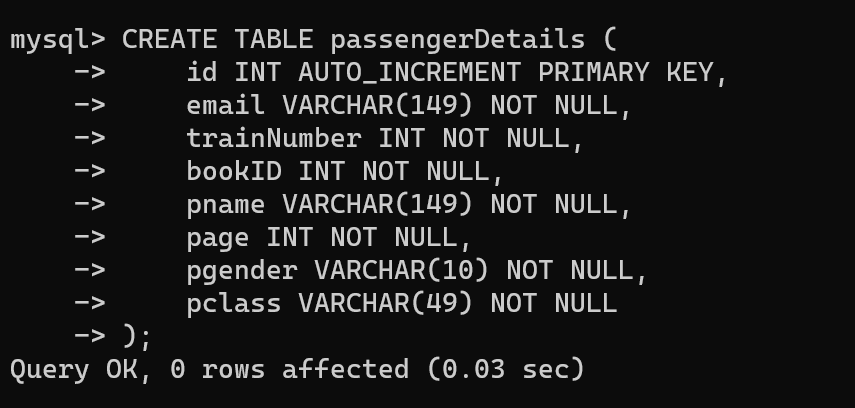 mysql> CREATE TABLE passengerDetails (
    ->     id INT AUTO_INCREMENT PRIMARY KEY,
    ->     email VARCHAR(149) NOT NULL,
    ->     trainNumber INT NOT NULL,
    ->     bookID INT NOT NULL,
    ->     pname VARCHAR(149) NOT NULL,
    ->     page INT NOT NULL,
    ->     pgender VARCHAR(10) NOT NULL,
    ->     pclass VARCHAR(49) NOT NULL
    -> );
Query OK, 0 rows affected (0.03 sec)